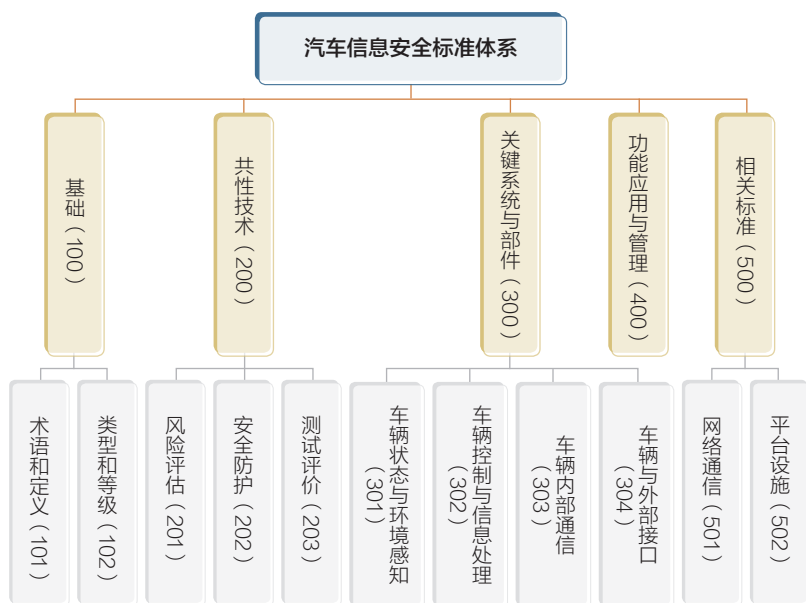 汽车信息安全标准体系
基础（100）
共性技术（200）
关键系统与部件（300）
功能应用与管理（400）
相关标准（500）
术语和定义（101）
类型和等级（102）
风险评估（201）
安全防护（202）
测试评价（203）
车辆状态与环境感知
（301）
车辆控制与信息处理
（302）
车辆内部通信
（303）
车辆与外部接口
（304）
网络通信（501）
平台设施（502）